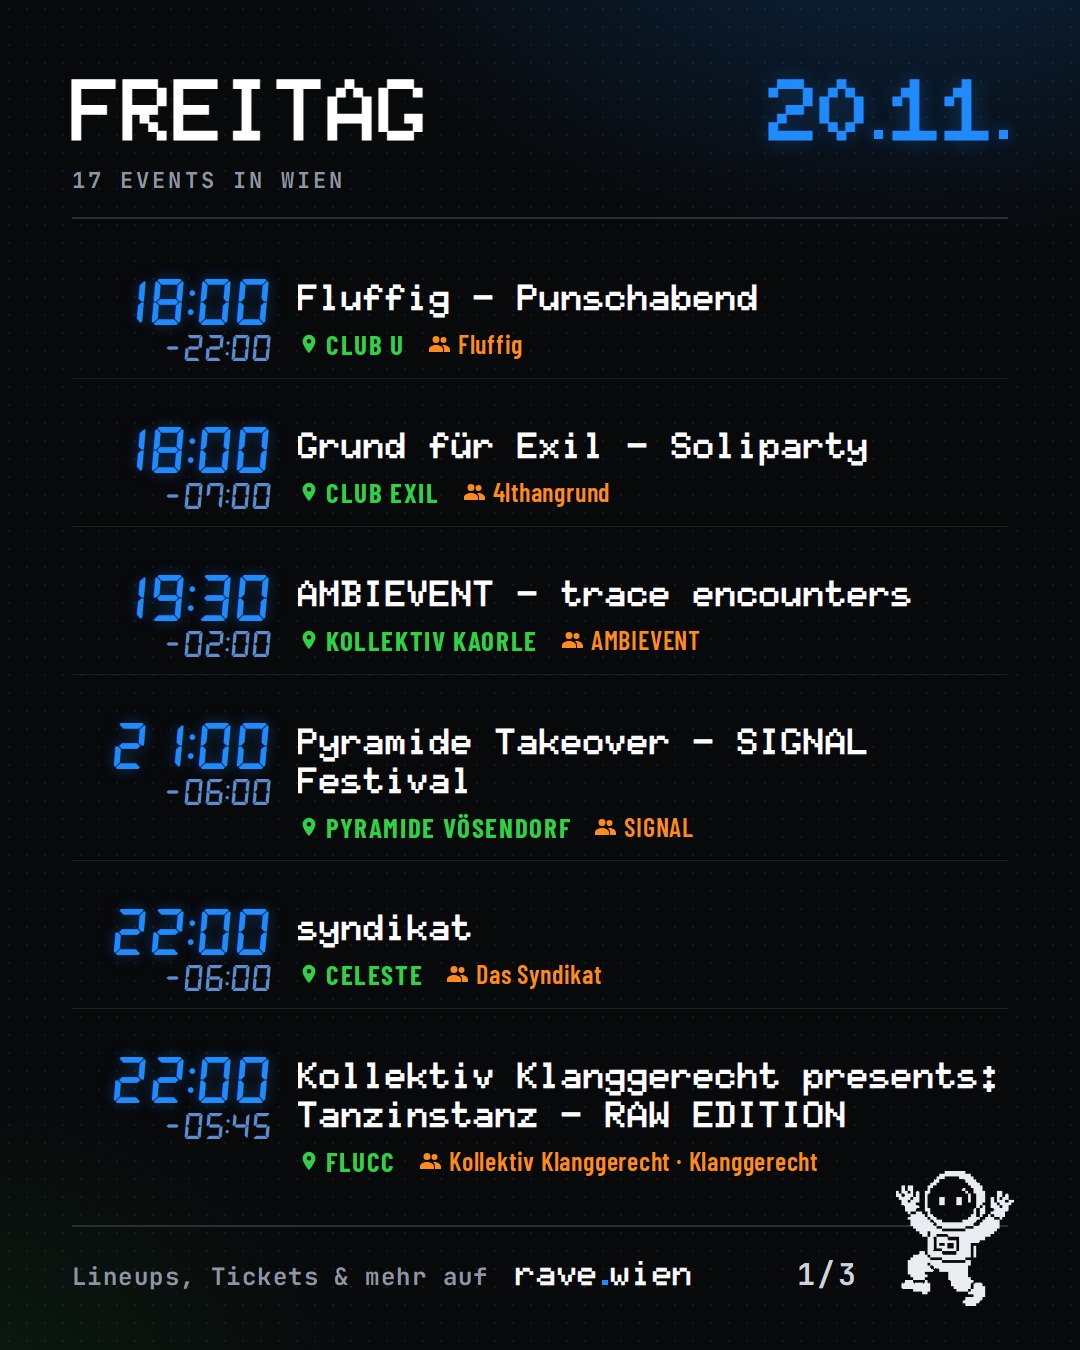 FREITAG 20.11.
17 EVENTS IN WIEN
18:00 Fluffig - Punschabend
-22:00 CLUB U Fluffig
18:00 Grund für Exil - Soliparty
-07:00 CLUB EXIL 4lthangrund
19:30 AMBIEVENT - trace encounters
-02:00 KOLLEKTIV KAORLE AMBIEVENT
21:00 Pyramide Takeover - SIGNAL
-06:00 Festival
PYRAMIDE VÖSENDORF SIGNAL
22:00 syndikat
-06:00 CELESTE Das Syndikat
22:00 Kollektiv Klanggerecht presents:
-05:45 Tanzinstanz - RAW EDITION
FLUCC Kollektiv Klanggerecht · Klanggerecht
Lineups, Tickets & mehr auf rave.wien 1/3